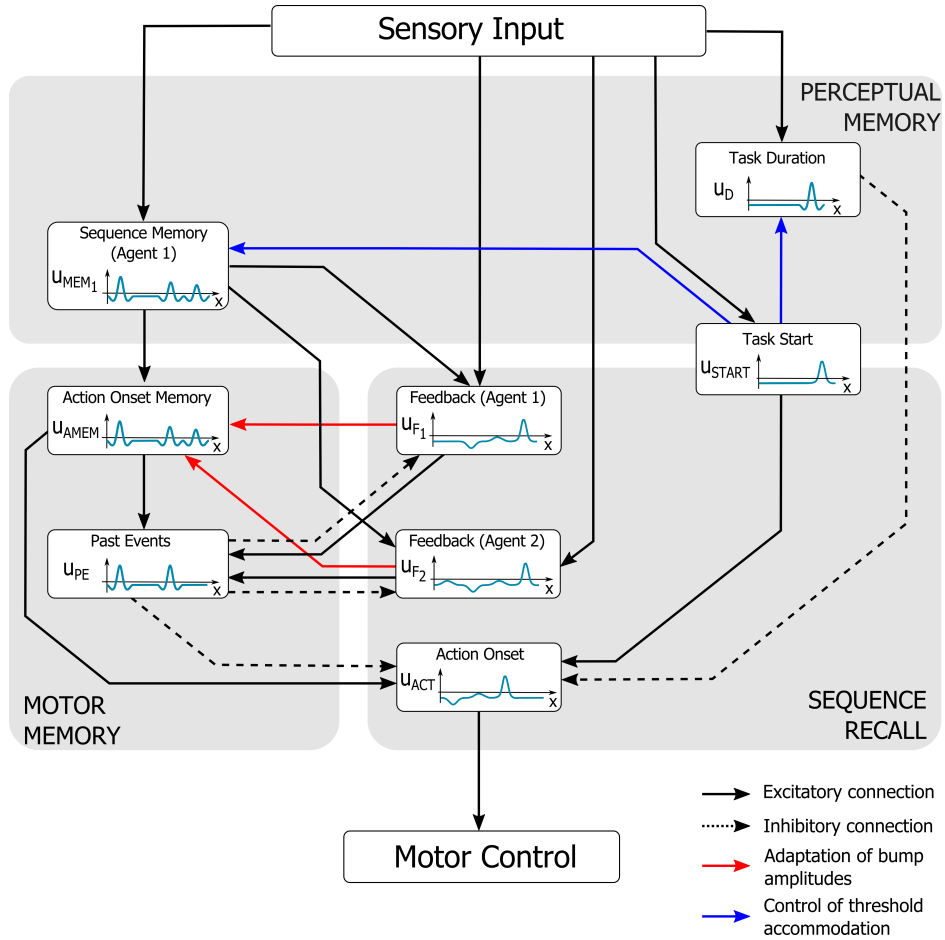 Sensory Input
PERCEPTUAL
MEMORY
Task Duration
uD
x
Sequence Memory
(Agent 1)
uMEM1
x
Task Start
uSTART
x
Action Onset Memory
uAMEM
x
Feedback (Agent 1)
uF1
x
Past Events
uPE
x
Feedback (Agent 2)
uF2
x
Action Onset
uACT
x
MOTOR
MEMORY
SEQUENCE
RECALL
Motor Control
Excitatory connection
Inhibitory connection
Adaptation of bump
amplitudes
Control of threshold
accommodation